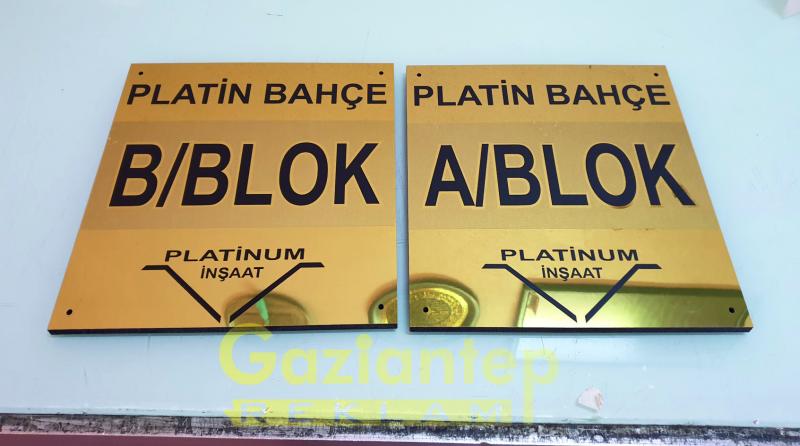 PLATİN BAHÇE
B/BLOK
PLATİNUM
İNŞAAT
PLATİN BAHÇE
A/BLOK
PLATİNUM
İNŞAAT
Gaziantep
REKLAM